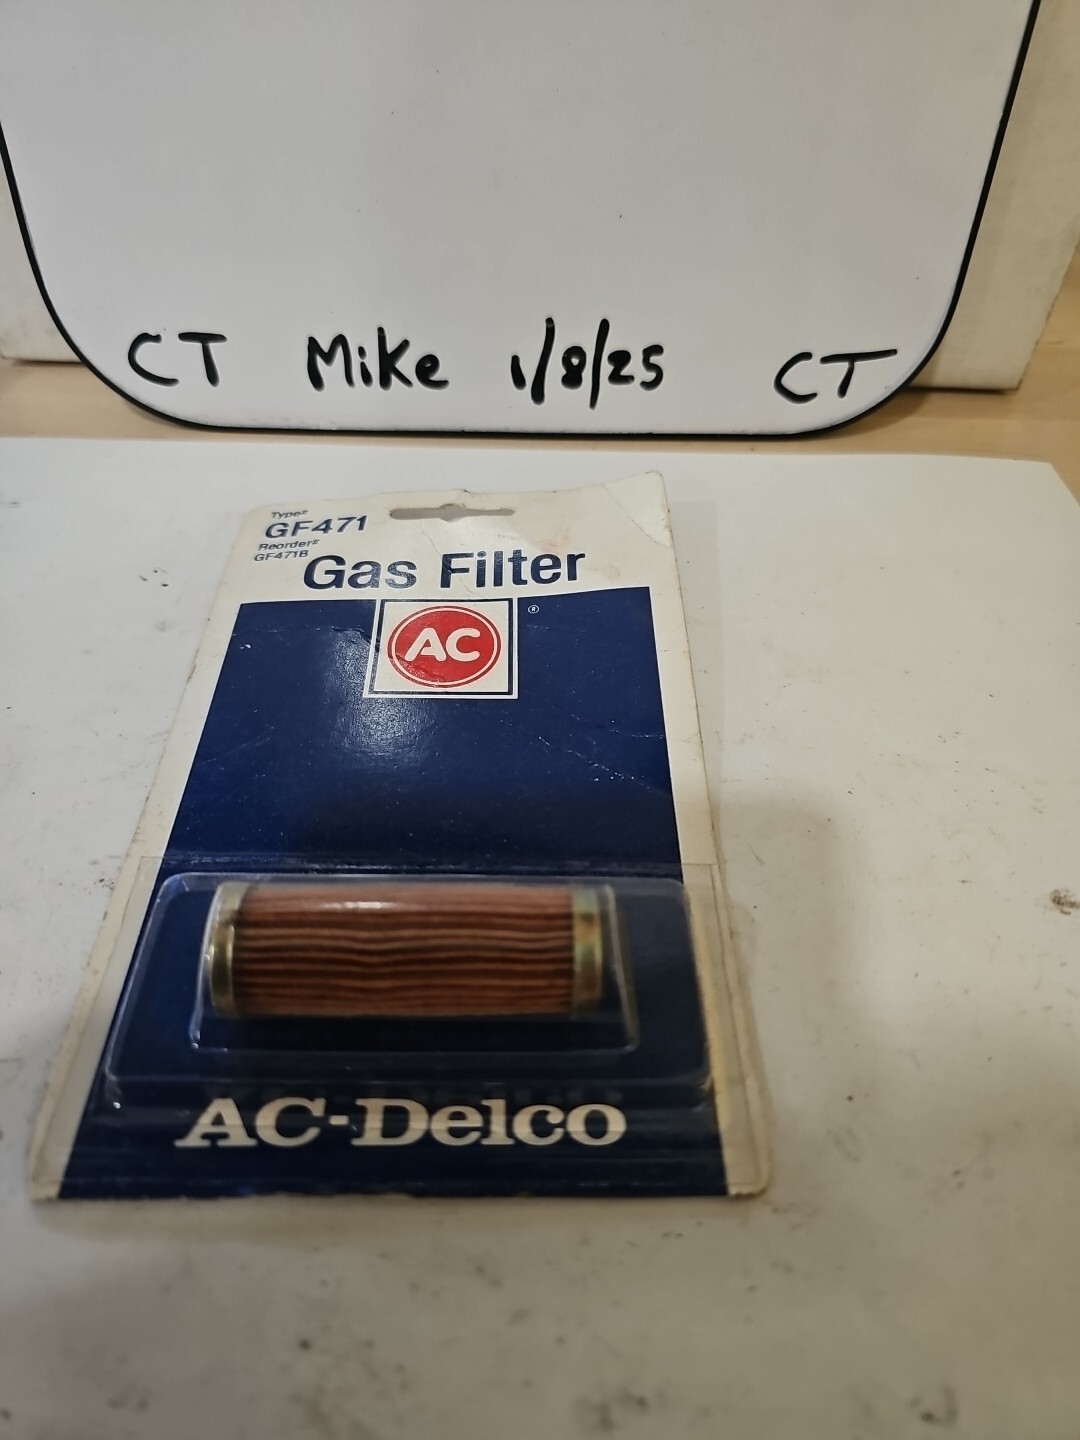 CT Mike 1/8/25 CT
Type#
GF471
Reorder#
GF471B
Gas Filter
AC ®
AC-Delco